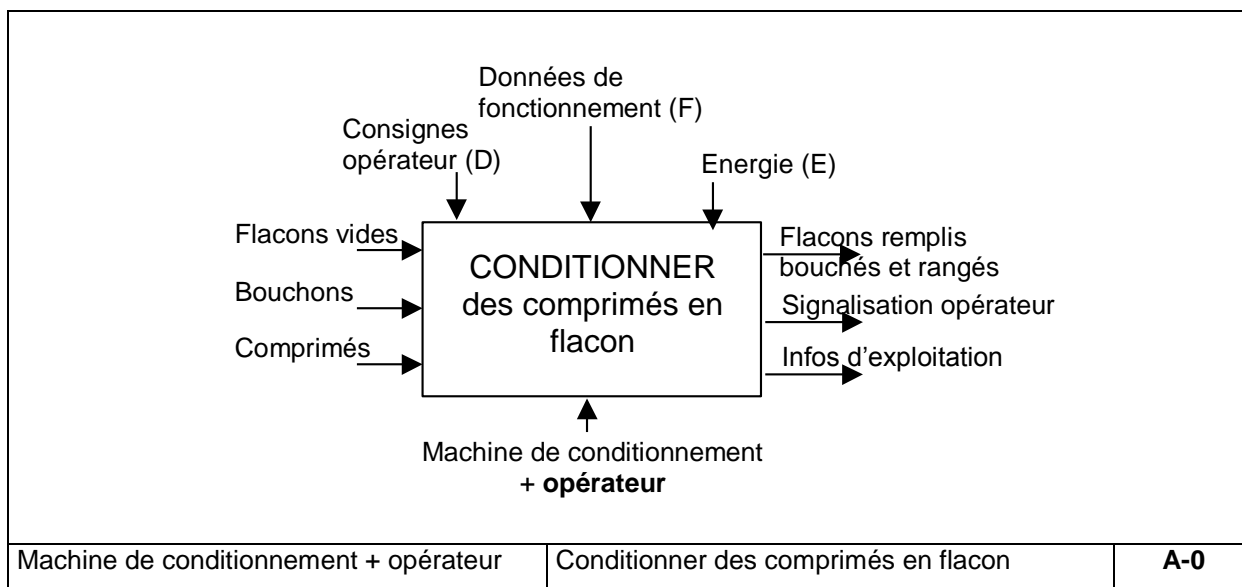 Données de
fonctionnement (F)
Consignes
opérateur (D)
Energie (E)
Flacons vides
Bouchons
Comprimés
CONDITIONNER
des comprimés en
flacon
Flacons remplis
bouchés et rangés
Signalisation opérateur
Infos d'exploitation
Machine de conditionnement
+ opérateur
Machine de conditionnement + opérateur
Conditionner des comprimés en flacon
A-0